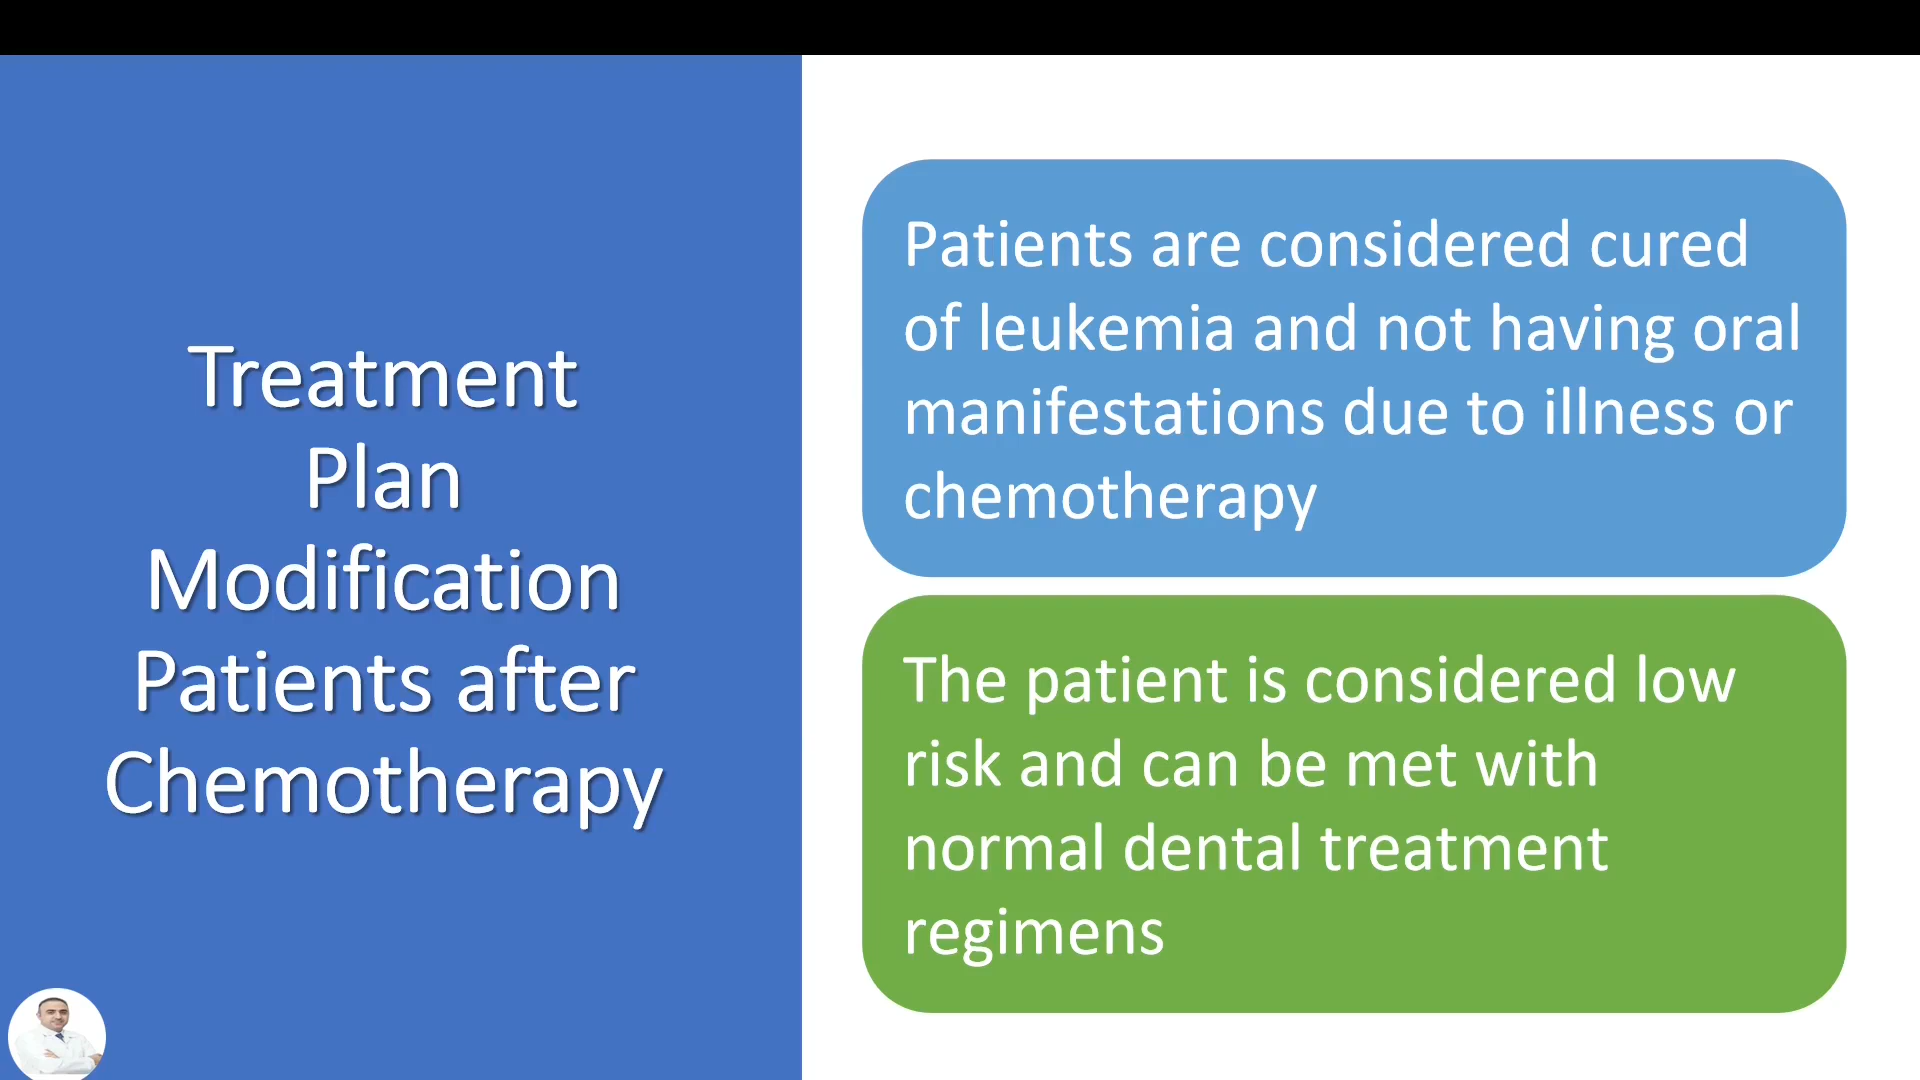 Treatment
Plan
Modification
Patients after
Chemotherapy
Patients are considered cured
of leukemia and not having oral
manifestations due to illness or
chemotherapy
The patient is considered low
risk and can be met with
normal dental treatment
regimens